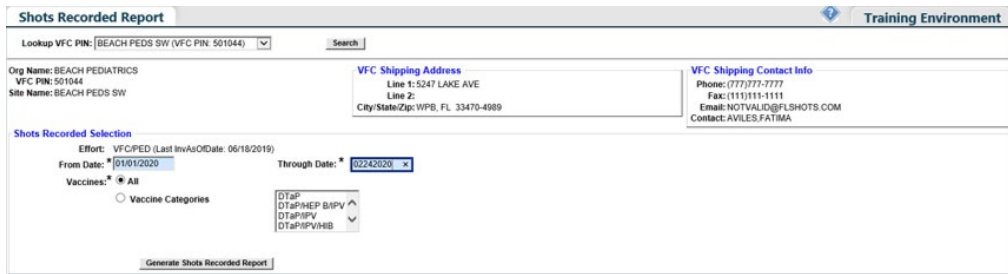 Shots Recorded Report
? Training Environment
Lookup VFC PIN: BEACH PEDS SW (VFC PIN: 501044) Search
Org Name: BEACH PEDIATRICS
VFC PIN: 501044
Site Name: BEACH PEDS SW
VFC Shipping Address
Line 1: 5247 LAKE AVE
Line 2:
City/State/Zip: WPB, FL 33470-4989
VFC Shipping Contact Info
Phone: (777)777-7777
Fax: (111)111-1111
Email: NOTVALID@FLSHOTS.COM
Contact: AVILES,FATIMA
Shots Recorded Selection
Effort: VFC/PED (Last InvAsOfDate: 06/18/2019)
From Date: * 01/01/2020 Through Date: * 02242020 ×
Vaccines:* All
Vaccine Categories
DTaP
DTaP/HEP B/IPV
DTaP/IPV
DTaP/IPV/HIB
Generate Shots Recorded Report